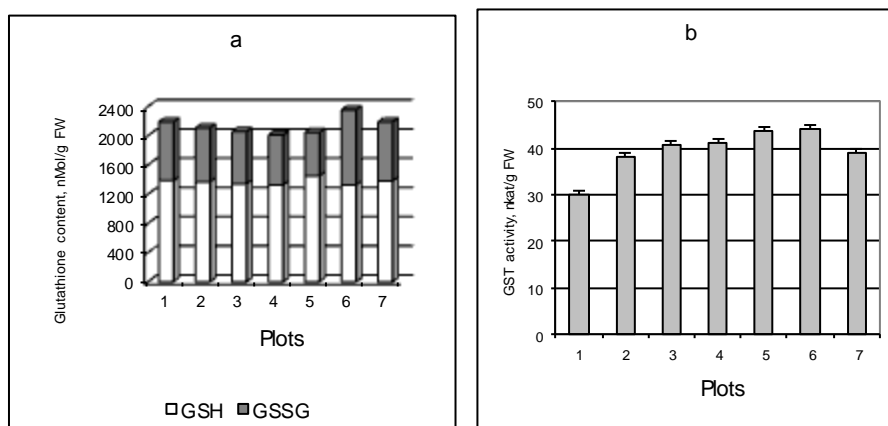 a
Glutathione content, nMol/g FW
2400
2000
1600
1200
800
400
0
1 2 3 4 5 6 7
Plots
GSH GSSG
b
GST activity, nkat/g FW
50
40
30
20
10
0
1 2 3 4 5 6 7
Plots